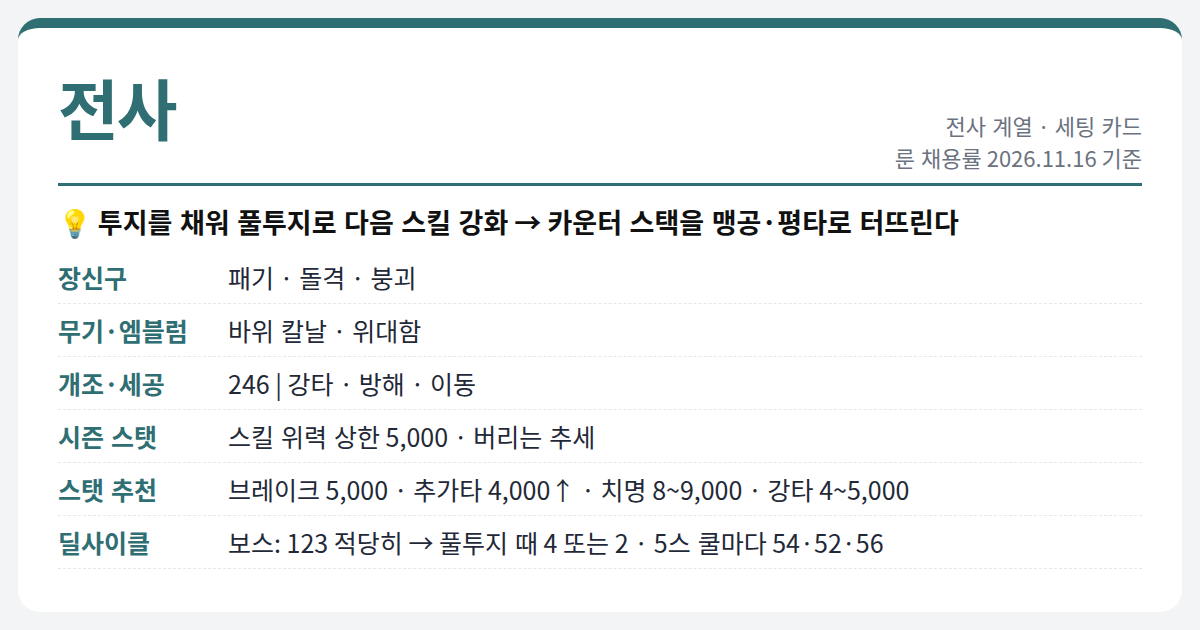 전사
전사 계열 · 세팅 카드
룬 채용률 2026.11.16 기준
💡 투지를 채워 풀투지로 다음 스킬 강화 → 카운터 스택을 맹공·평타로 터뜨린다
장신구 패기 · 돌격 · 붕괴
무기·엠블럼 바위 칼날 · 위대함
개조·세공 246 | 강타 · 방해 · 이동
시즌 스탯 스킬 위력 상한 5,000 · 버리는 추세
스탯 추천 브레이크 5,000 · 추가타 4,000↑ · 치명 8~9,000 · 강타 4~5,000
딜사이클 보스: 123 적당히 → 풀투지 때 4 또는 2 · 5스 쿨마다 54·52·56